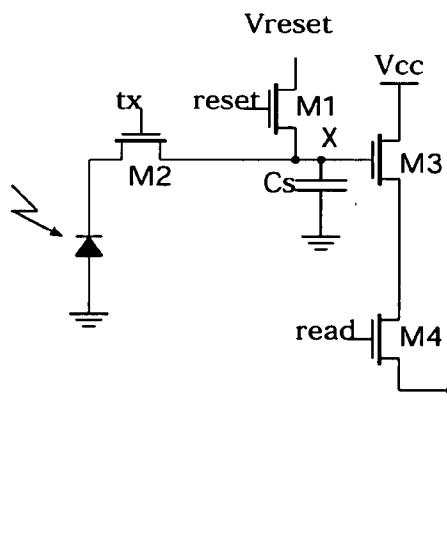 Vreset
Vcc
tx
reset
M1
X
M3
M2
Cs
read
M4